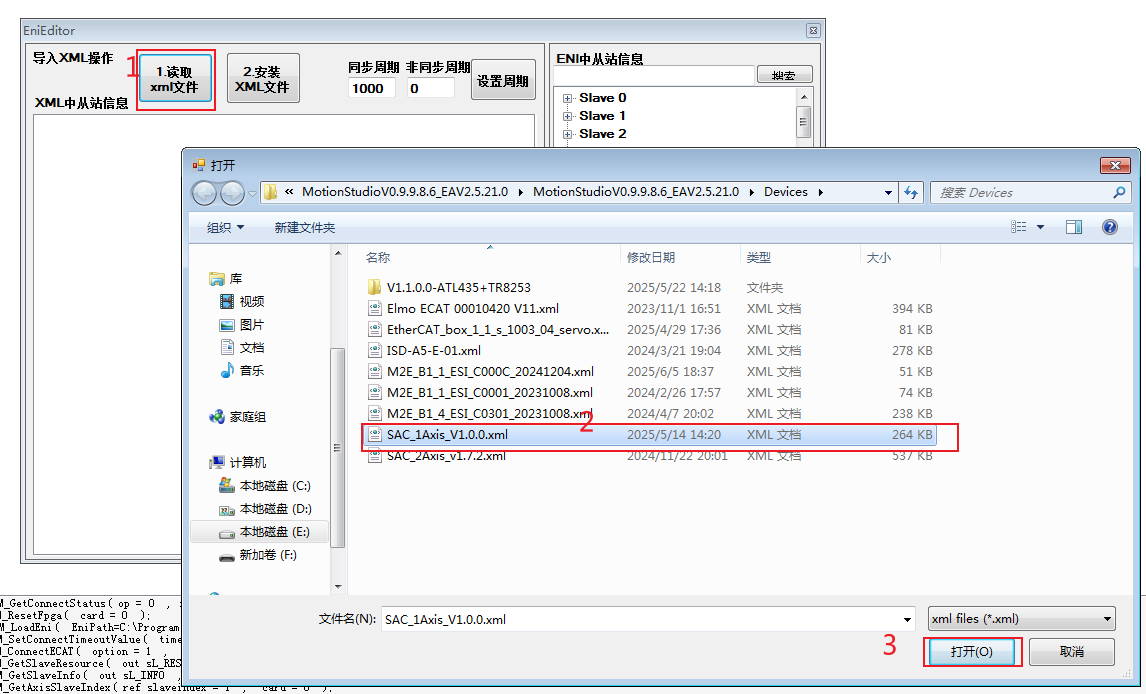 EniEditor
导入XML操作
1
1.读取
xml文件
2.安装
XML文件
同步周期
非同步周期
1000
0
设置周期
XML中从站信息
ENI中从站信息
搜索
Slave 0
Slave 1
Slave 2
打开
« MotionStudioV0.9.9.8.6_EAV2.5.21.0 MotionStudioV0.9.9.8.6_EAV2.5.21.0 Devices
搜索 Devices
组织
新建文件夹
名称 修改日期 类型 大小
库
视频
图片
文档
音乐
家庭组
计算机
本地磁盘 (C:)
本地磁盘 (D:)
本地磁盘 (E:)
新加卷 (F:)
V1.1.0.0-ATL435+TR8253 2025/5/22 14:18 文件夹
Elmo ECAT 00010420 V11.xml 2023/11/1 16:51 XML 文档 394 KB
EtherCAT_box_1_1_s_1003_04_servo.x... 2025/4/29 17:36 XML 文档 81 KB
ISD-A5-E-01.xml 2024/3/21 19:04 XML 文档 278 KB
M2E_B1_1_ESI_C000C_20241204.xml 2025/6/5 18:37 XML 文档 51 KB
M2E_B1_1_ESI_C0001_20231008.xml 2024/2/26 17:57 XML 文档 74 KB
M2E_B1_4_ESI_C0301_20231008.xml 2024/4/7 20:02 XML 文档 238 KB
2
SAC_1Axis_V1.0.0.xml 2025/5/14 14:20 XML 文档 264 KB
SAC_2Axis_v1.7.2.xml 2024/11/22 20:01 XML 文档 537 KB
文件名(N):
SAC_1Axis_V1.0.0.xml
xml files (*.xml)
3
打开(O)
取消
M_GetConnectStatus( op = 0 ,
M_ResetFpga( card = 0 );
M_LoadEni( EniPath=C:\Program
M_SetConnectTimeoutValue( time
M_ConnectECAT( option = 1 ,
M_GetSlaveResource( out sL_RES
M_GetSlaveInfo( out sL_INFO ,
M_GetAxisSlaveIndex( ref slaveindex = 1 , card = 0 );